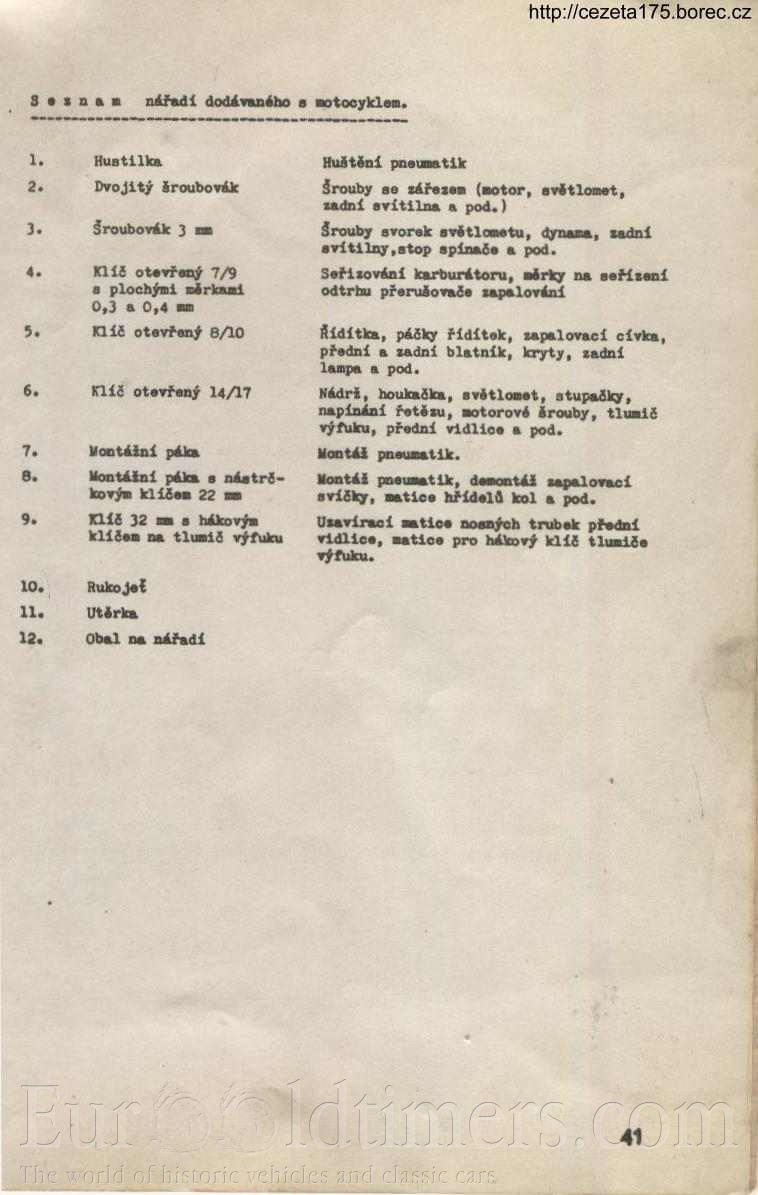 http://cezeta175.borec.cz
S e z n a m nářadí dodávaného s motocyklem.
1. Hustilka Huštění pneumatik
2. Dvojitý šroubovák Šrouby se zářezem (motor, světlomet,
zadní svítilna a pod.)
3. Šroubovák 3 mm Šrouby svorek světlometu, dynama, zadní
svítilny,stop spínače a pod.
4. Klíč otevřený 7/9 Seřizování karburátoru, měrky na seřízení
s plochými měrkami odtrhu přerušovače zapalování
0,3 a 0,4 mm
5. Klíč otevřený 8/10 Řídítka, páčky řídítek, zapalovací cívka,
přední a zadní blatník, kryty, zadní
lampa a pod.
6. Klíč otevřený 14/17 Nádrž, houkačka, světlomet, stupačky,
napínání řetězu, motorové šrouby, tlumič
výfuku, přední vidlice a pod.
7. Montážní páka Montáž pneumatik.
8. Montážní páka s nástrč- Montáž pneumatik, demontáž zapalovací
kovým klíčem 22 mm svíčky, matice hřídelů kol a pod.
9. Klíč 32 mm s hákovým Uzavírací matice nosných trubek přední
klíčem na tlumič výfuku vidlice, matice pro hákový klíč tlumiče
výfuku.
10. Rukojeť
11. Utěrka
12. Obal na nářadí
EurOOldtimers.com
41
The world of historic vehicles and classic cars